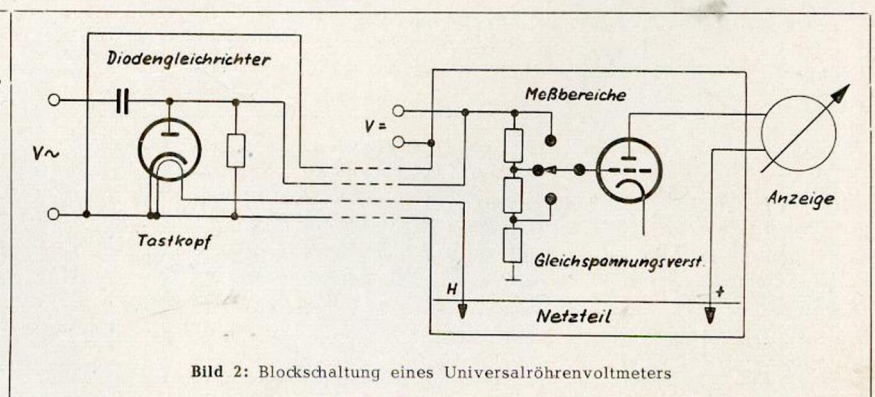 Diodengleichrichter
V~
Tastkopf
V=
Meßbereiche
Gleichspannungsverst.
Anzeige
H
+
Netzteil
Bild 2: Blockschaltung eines Universalröhrenvoltmeters